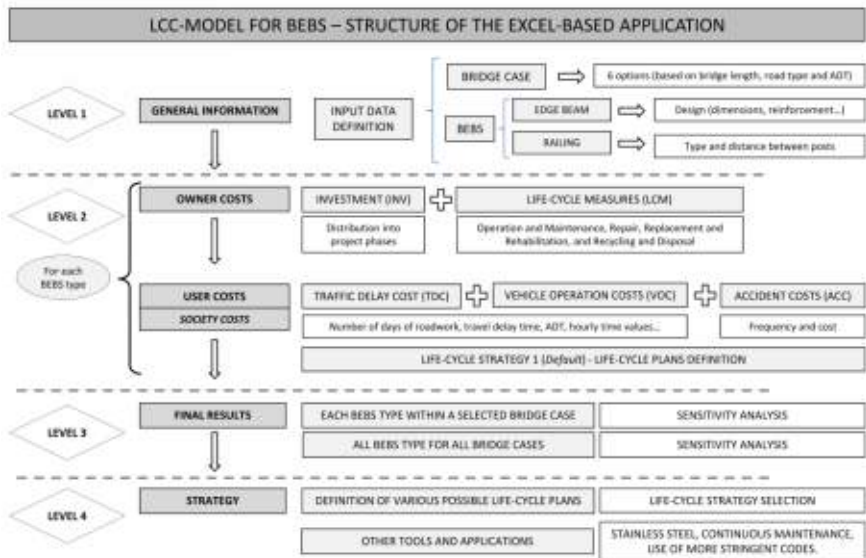 LCC-MODEL FOR BEBS – STRUCTURE OF THE EXCEL-BASED APPLICATION
LEVEL 1
GENERAL INFORMATION
INPUT DATA
DEFINITION
BRIDGE CASE
6 options (based on bridge length, road type and ADT)
BEBS
EDGE BEAM
Design (dimensions, reinforcement...)
RAILING
Type and distance between posts
LEVEL 2
For each
BEBS type
OWNER COSTS
INVESTMENT (INV)
LIFE-CYCLE MEASURES (LCM)
Distribution into
project phases
Operation and Maintenance, Repair, Replacement and
Rehabilitation, and Recycling and Disposal
USER COSTS
SOCIETY COSTS
TRAFFIC DELAY COST (TDC)
VEHICLE OPERATION COSTS (VOC)
ACCIDENT COSTS (ACC)
Number of days of roadwork, travel delay time, ADT, hourly time values...
Frequency and cost
LIFE-CYCLE STRATEGY 1 (Default) - LIFE-CYCLE PLANS DEFINITION
LEVEL 3
FINAL RESULTS
EACH BEBS TYPE WITHIN A SELECTED BRIDGE CASE
SENSITIVITY ANALYSIS
ALL BEBS TYPE FOR ALL BRIDGE CASES
SENSITIVITY ANALYSIS
LEVEL 4
STRATEGY
DEFINITION OF VARIOUS POSSIBLE LIFE-CYCLE PLANS
LIFE-CYCLE STRATEGY SELECTION
OTHER TOOLS AND APPLICATIONS
STAINLESS STEEL, CONTINUOUS MAINTENANCE,
USE OF MORE STRINGENT CODES.